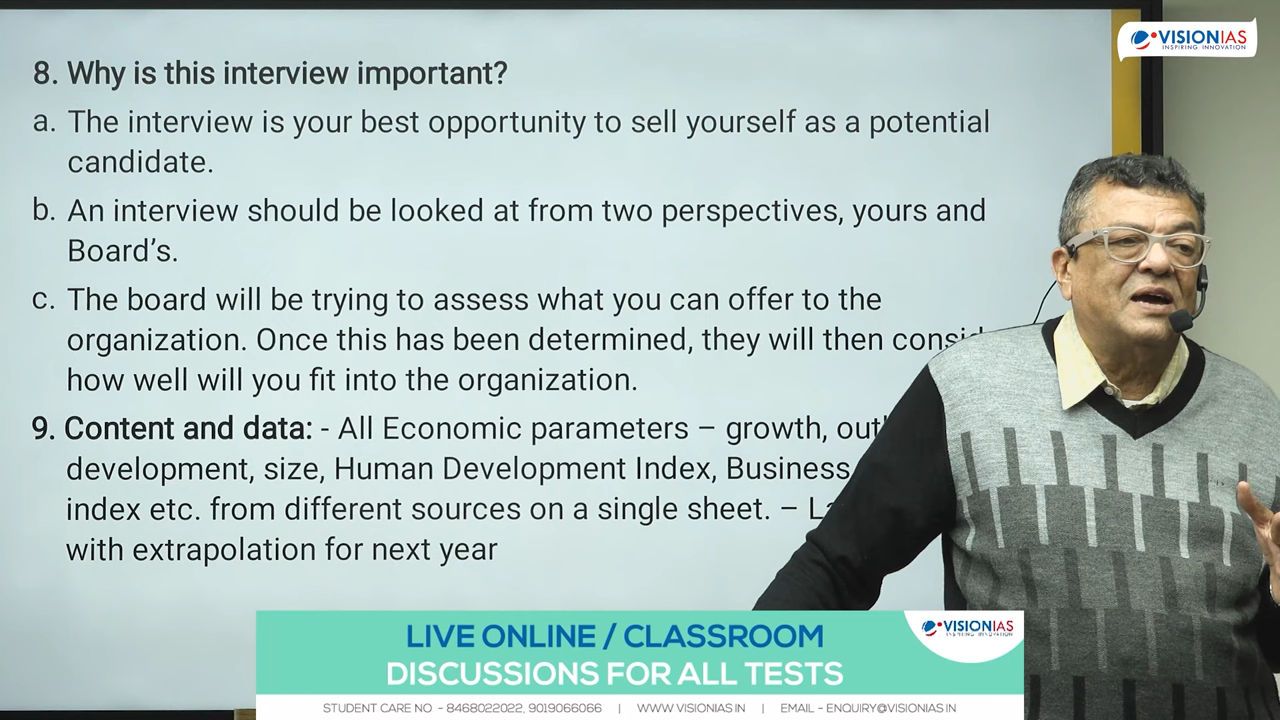 VISIONIAS
INSPIRING INNOVATION
8. Why is this interview important?
a. The interview is your best opportunity to sell yourself as a potential
candidate.
b. An interview should be looked at from two perspectives, yours and
Board's.
c. The board will be trying to assess what you can offer to the
organization. Once this has been determined, they will then
how well will you fit into the organization.
9. Content and data: - All Economic parameters – growth,
development, size, Human Development Index, Business
index etc. from different sources on a single sheet. –
with extrapolation for next year
LIVE ONLINE / CLASSROOM
DISCUSSIONS FOR ALL TESTS
VISIONIAS
INSPIRING INNOVATION
STUDENT CARE NO - 8468022022, 9019066066 | WWW VISIONIAS IN | EMAIL - ENQUIRY@VISIONIAS IN